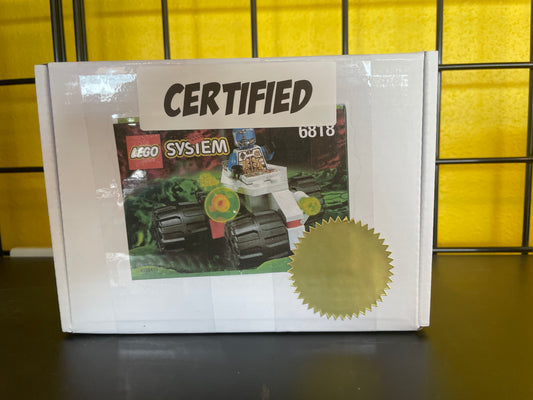 CERTIFIED
6818
LEGO SYSTEM